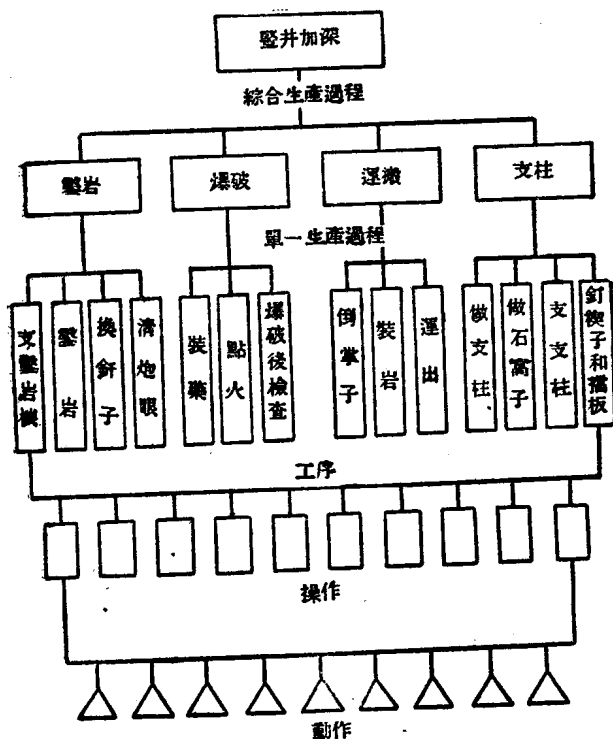 豎井加深
綜合生產過程
鑿岩
爆破
運搬
支柱
單一生產過程
支鑿岩機
鑿岩
換釬子
清炮眼
裝藥
點火
爆破後檢查
倒掌子
裝岩
運出
做支柱
做石窩子
支支柱
釘楔子和擋板
工序
操作
動作